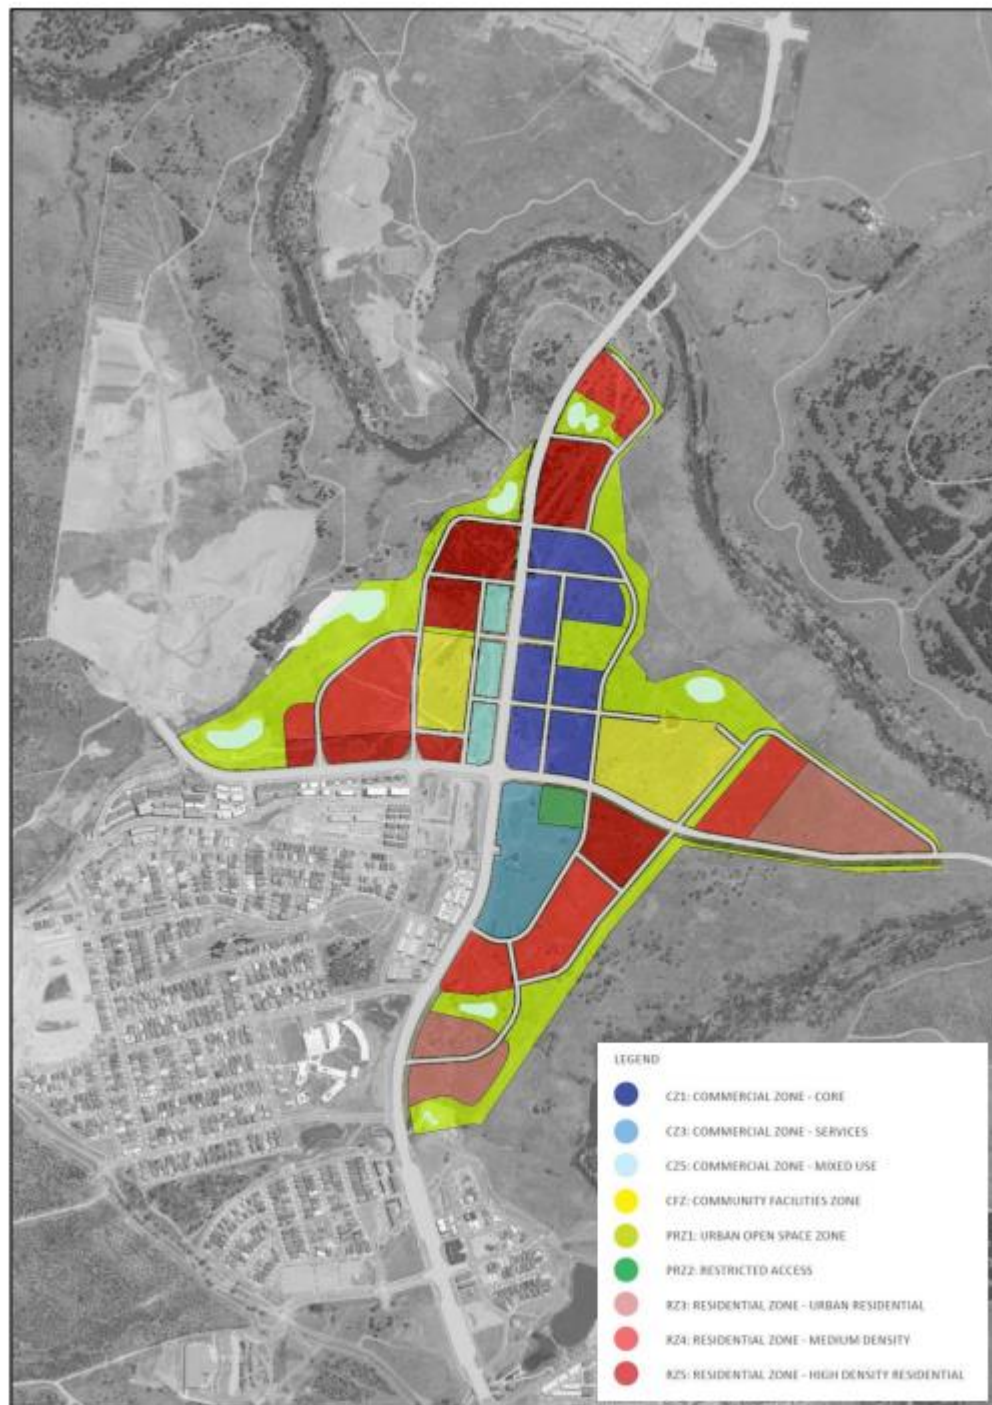 LEGEND
CZ1: COMMERCIAL ZONE - CORE
CZ3: COMMERCIAL ZONE - SERVICES
CZ5: COMMERCIAL ZONE - MIXED USE
CFZ: COMMUNITY FACILITIES ZONE
PRZ1: URBAN OPEN SPACE ZONE
PRZ2: RESTRICTED ACCESS
RZ3: RESIDENTIAL ZONE - URBAN RESIDENTIAL
RZ4: RESIDENTIAL ZONE - MEDIUM DENSITY
RZ5: RESIDENTIAL ZONE - HIGH DENSITY RESIDENTIAL